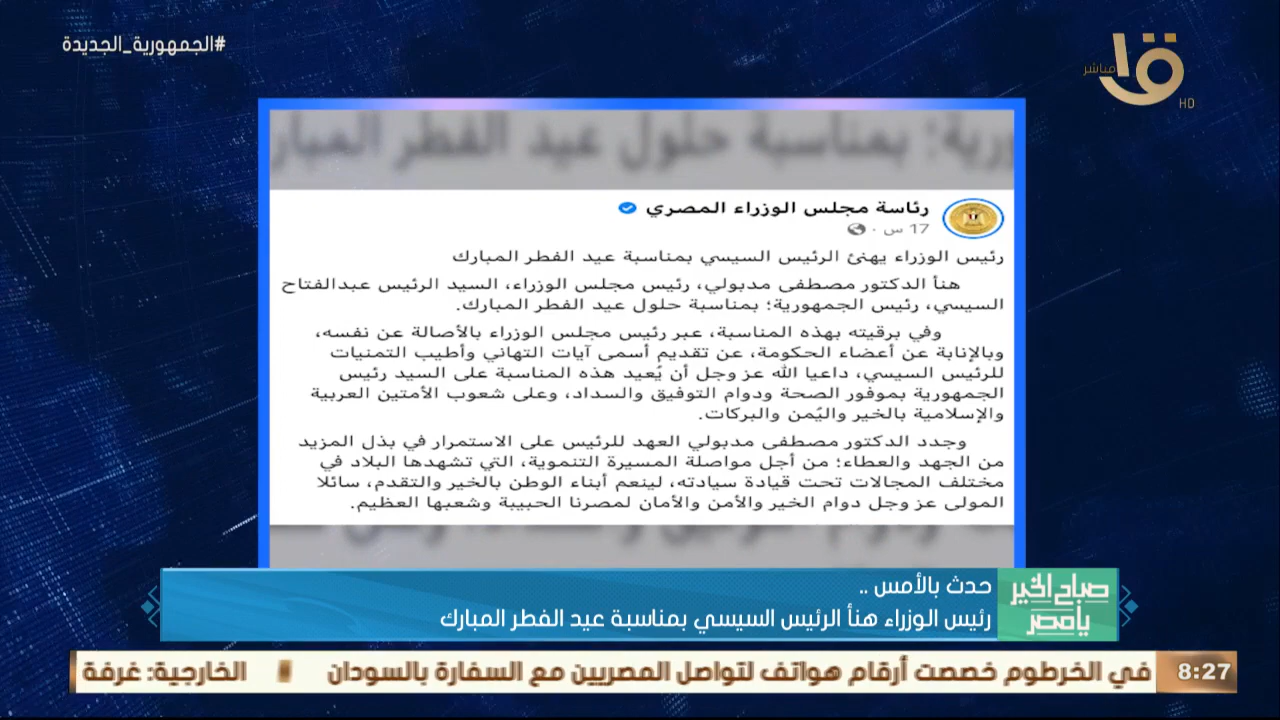 #الجمهورية_الجديدة
مباشر
HD
رئاسة مجلس الوزراء المصري
17 س ·
رئيس الوزراء يهنئ الرئيس السيسي بمناسبة عيد الفطر المبارك
هنأ الدكتور مصطفى مدبولي، رئيس مجلس الوزراء، السيد الرئيس عبدالفتاح
السيسي، رئيس الجمهورية؛ بمناسبة حلول عيد الفطر المبارك.
وفي برقيته بهذه المناسبة، عبر رئيس مجلس الوزراء بالأصالة عن نفسه،
وبالإنابة عن أعضاء الحكومة، عن تقديم أسمى آيات التهاني وأطيب التمنيات
للرئيس السيسي، داعيا الله عز وجل أن يُعيد هذه المناسبة على السيد رئيس
الجمهورية بموفور الصحة ودوام التوفيق والسداد، وعلى شعوب الأمتين العربية
والإسلامية بالخير واليُمن والبركات.
وجدد الدكتور مصطفى مدبولي العهد للرئيس على الاستمرار في بذل المزيد
من الجهد والعطاء؛ من أجل مواصلة المسيرة التنموية، التي تشهدها البلاد في
مختلف المجالات تحت قيادة سيادته، لينعم أبناء الوطن بالخير والتقدم، سائلا
المولى عز وجل دوام الخير والأمن والأمان لمصرنا الحبيبة وشعبها العظيم.
صباح الخير
يا مصر
حدث بالأمس ..
رئيس الوزراء هنأ الرئيس السيسي بمناسبة عيد الفطر المبارك
8:27
في الخرطوم خصصت أرقام هواتف لتواصل المصريين مع السفارة بالسودان الخارجية: غرفة